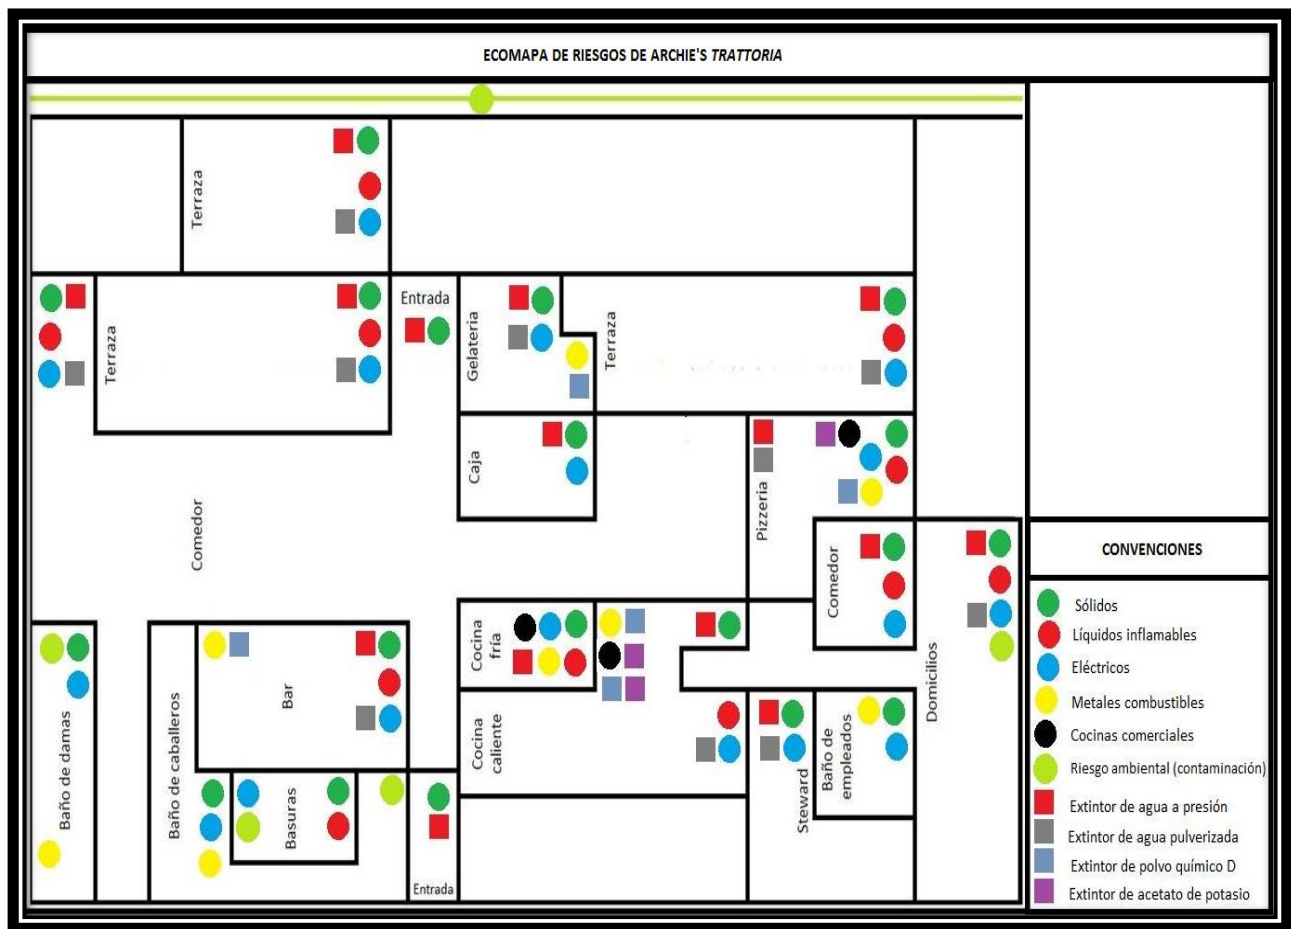 ECOMAPA DE RIESGOS DE ARCHIE'S TRATTORIA
Terraza
Terraza
Entrada
Gelateria
Terraza
Caja
Pizzeria
Comedor
Comedor
Domicilios
Cocina
fría
Cocina
caliente
Bar
Baño de damas
Baño de caballeros
Basuras
Entrada
Steward
Baño de
empleados
CONVENCIONES
Sólidos
Líquidos inflamables
Eléctricos
Metales combustibles
Cocinas comerciales
Riesgo ambiental (contaminación)
Extintor de agua a presión
Extintor de agua pulverizada
Extintor de polvo químico D
Extintor de acetato de potasio